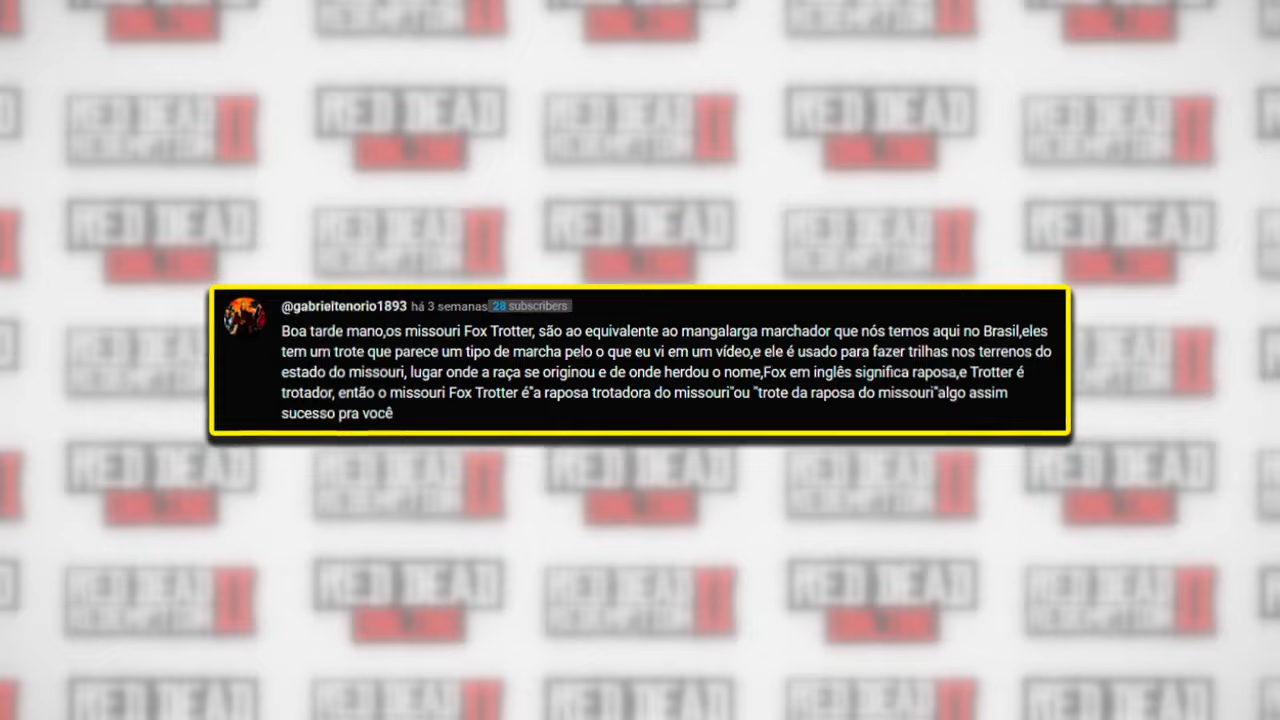 @gabrieltenorio1893 há 3 semanas 28 subscribers
Boa tarde mano,os missouri Fox Trotter, são ao equivalente ao mangalarga marchador que nós temos aqui no Brasil,eles
tem um trote que parece um tipo de marcha pelo o que eu vi em um vídeo,e ele é usado para fazer trilhas nos terrenos do
estado do missouri, lugar onde a raça se originou e de onde herdou o nome,Fox em inglês significa raposa,e Trotter é
trotador, então o missouri Fox Trotter é"a raposa trotadora do missouri"ou "trote da raposa do missouri"algo assim
sucesso pra você